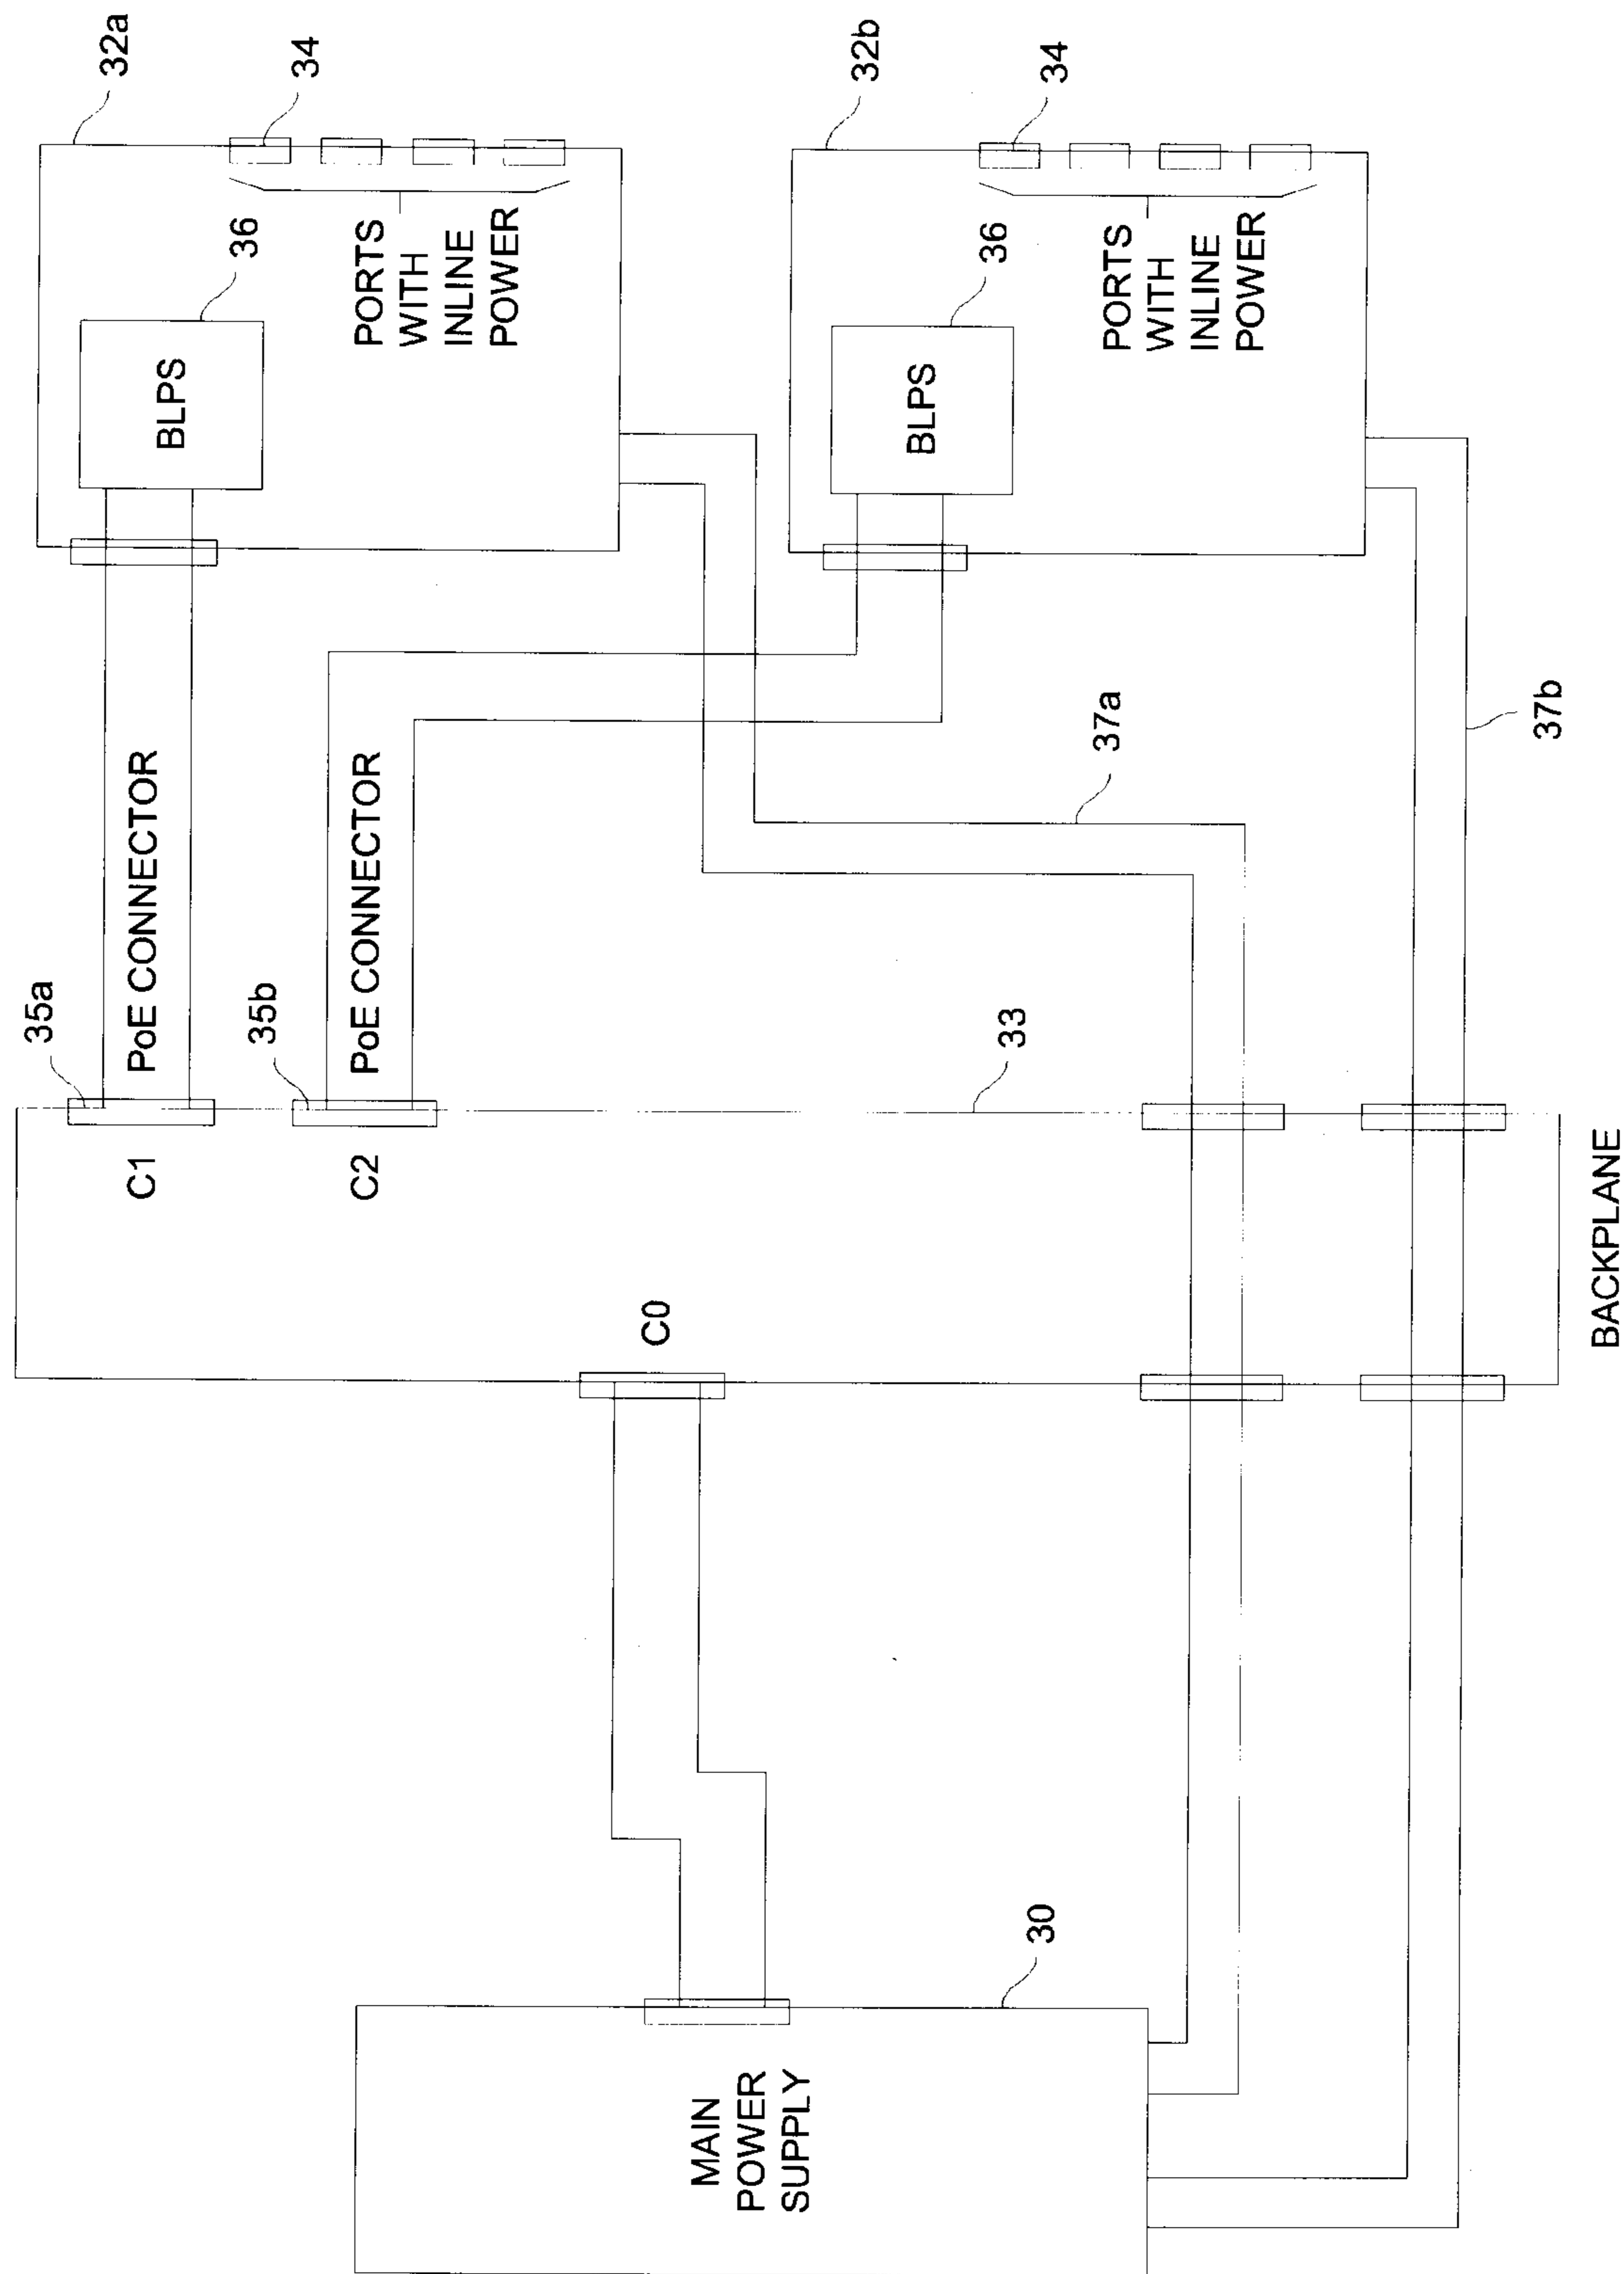 32a
34
36
BLPS
PORTS
WITH
INLINE
POWER
32b
34
36
BLPS
PORTS
WITH
INLINE
POWER
PoE CONNECTOR
PoE CONNECTOR
37a
37b
35a
35b
33
C1
C2
C0
BACKPLANE
30
MAIN
POWER
SUPPLY